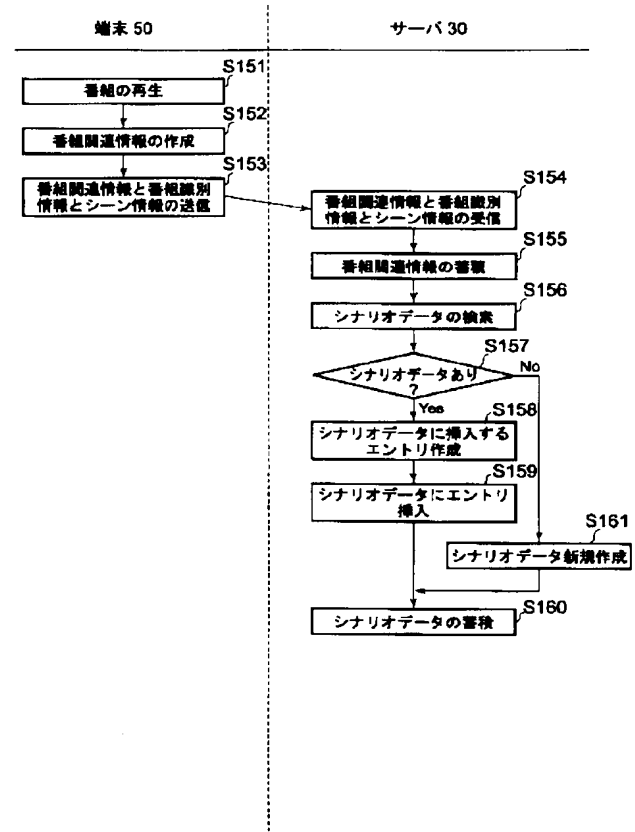 端末 50
サーバ 30
S151
番組の再生
S152
番組関連情報の作成
S153
番組関連情報と番組識別
情報とシーン情報の送信
S154
番組関連情報と番組識別
情報とシーン情報の受信
S155
番組関連情報の蓄積
S156
シナリオデータの検索
S157
シナリオデータあり
?
No
Yes
S158
シナリオデータに挿入する
エントリ作成
S159
シナリオデータにエントリ
挿入
S161
シナリオデータ新規作成
S160
シナリオデータの蓄積